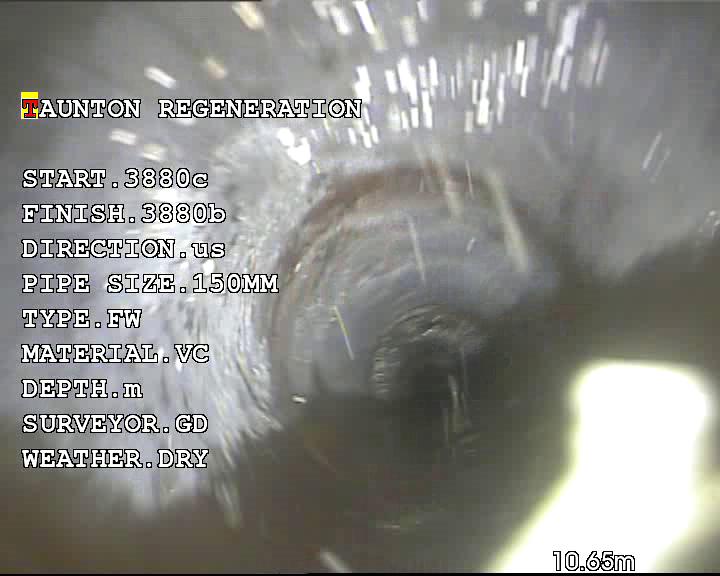 TAUNTON REGENERATION
START.3880c
FINISH.3880b
DIRECTION.us
PIPE SIZE.150MM
TYPE.FW
MATERIAL.VC
DEPTH.m
SURVEYOR.GD
WEATHER.DRY
10.65m